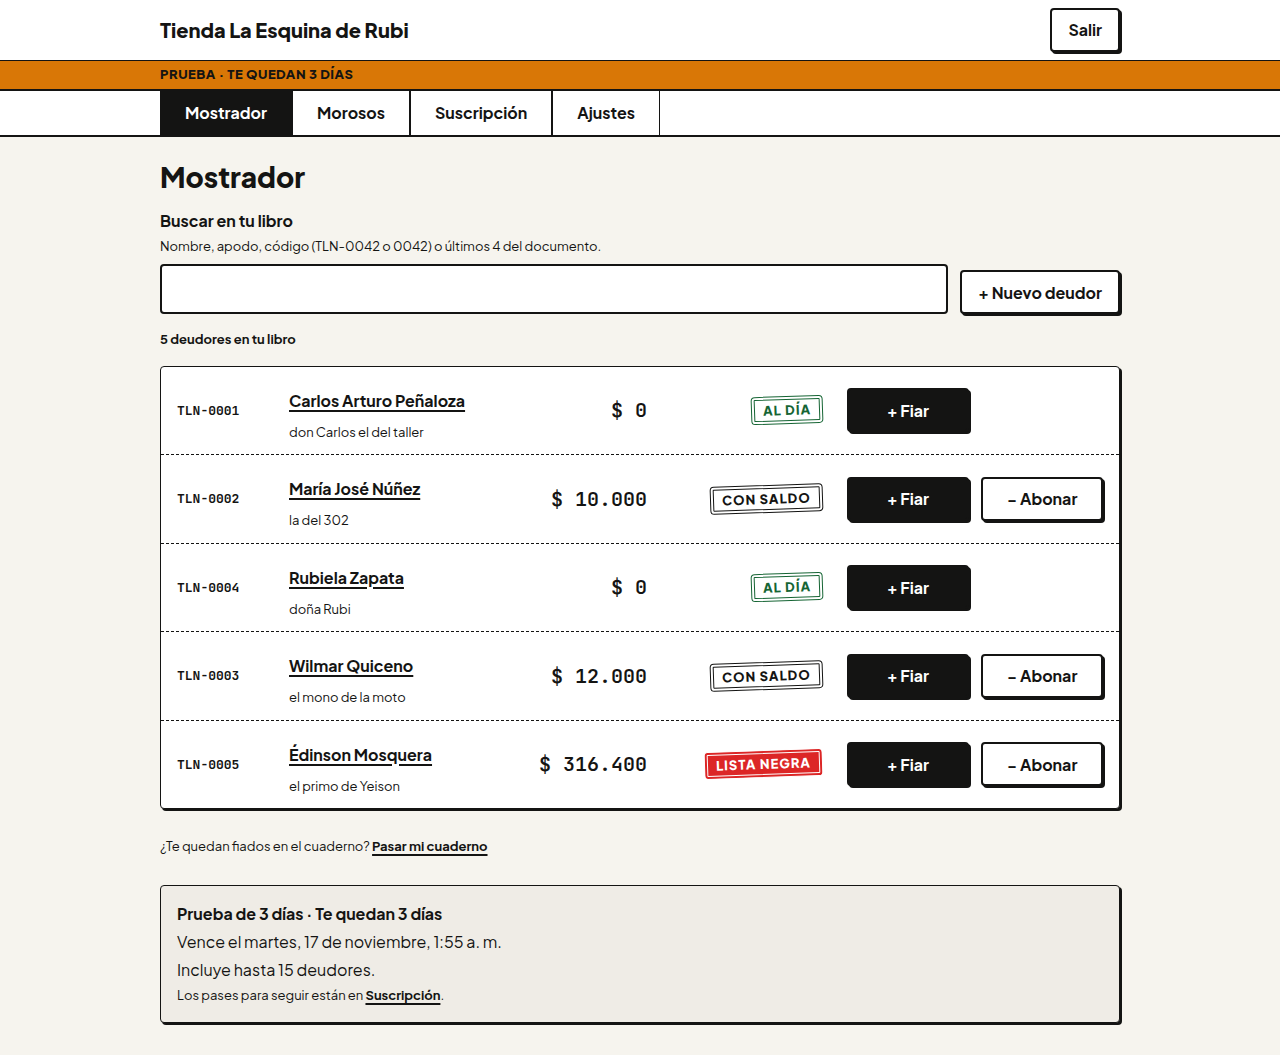 Tienda La Esquina de Rubi
Salir
PRUEBA · TE QUEDAN 3 DÍAS
Mostrador
Morosos
Suscripción
Ajustes
Mostrador
Buscar en tu libro
Nombre, apodo, código (TLN-0042 o 0042) o últimos 4 del documento.
+ Nuevo deudor
5 deudores en tu libro
TLN-0001
Carlos Arturo Peñaloza
don Carlos el del taller
$ 0
AL DÍA
+ Fiar
TLN-0002
María José Núñez
la del 302
$ 10.000
CON SALDO
+ Fiar
− Abonar
TLN-0004
Rubiela Zapata
doña Rubi
$ 0
AL DÍA
+ Fiar
TLN-0003
Wilmar Quiceno
el mono de la moto
$ 12.000
CON SALDO
+ Fiar
− Abonar
TLN-0005
Édinson Mosquera
el primo de Yeison
$ 316.400
LISTA NEGRA
+ Fiar
− Abonar
¿Te quedan fiados en el cuaderno? Pasar mi cuaderno
Prueba de 3 días · Te quedan 3 días
Vence el martes, 17 de noviembre, 1:55 a. m.
Incluye hasta 15 deudores.
Los pases para seguir están en Suscripción.